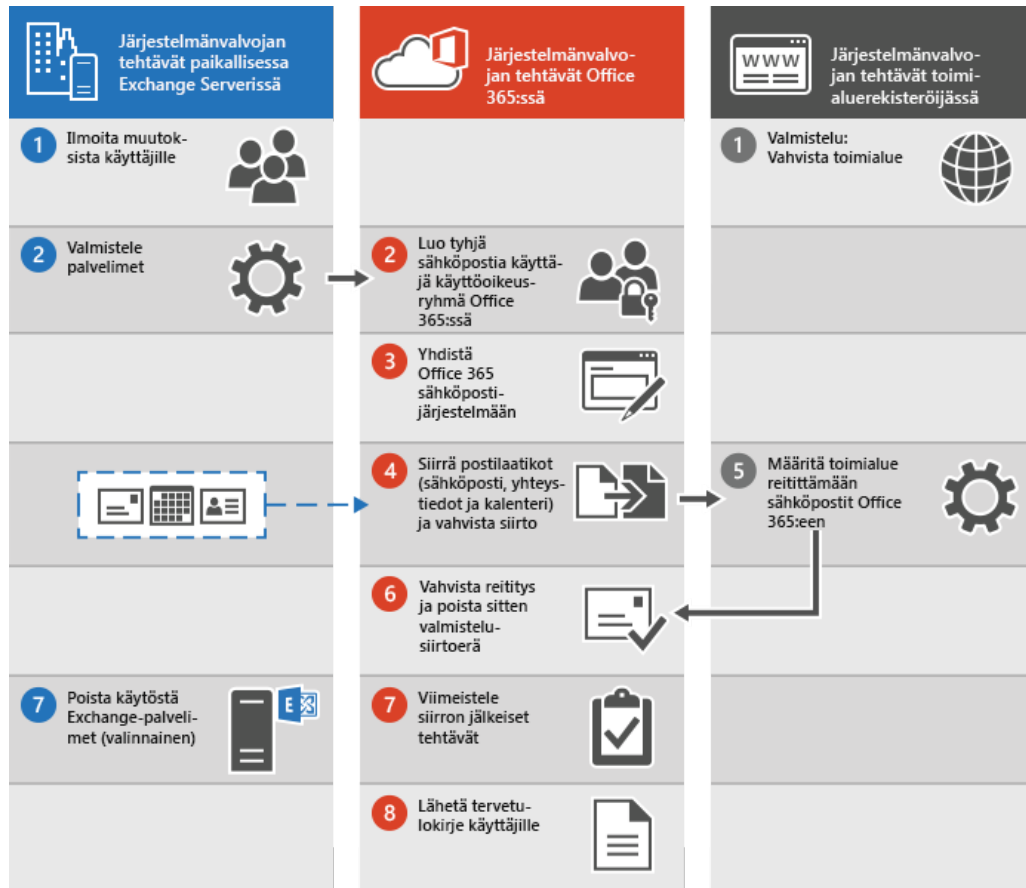 Järjestelmänvalvojan
tehtävät paikallisessa
Exchange Serverissä
Järjestelmänvalvo-
jan tehtävät Office
365:ssä
www
Järjestelmänvalvo-
jan tehtävät toimi-
aluerekisteröijässä
1
Ilmoita muutok-
sista käyttäjille
1
Valmistelu:
Vahvista toimialue
2
Valmistele
palvelimet
2
Luo tyhjä
sähköpostia käyttä-
jä käyttöoikeus-
ryhmä Office
365:ssä
3
Yhdistä
Office 365
sähköposti-
järjestelmään
4
Siirrä postilaatikot
(sähköposti, yhteys-
tiedot ja kalenteri)
ja vahvista siirto
5
Määritä toimialue
reitittämään
sähköpostit Office
365:een
6
Vahvista reititys
ja poista sitten
valmistelu-
siirtoerä
7
Poista käytöstä
Exchange-palveli-
met (valinnainen)
E
7
Viimeistele
siirron jälkeiset
tehtävät
8
Lähetä tervetu-
lokirje käyttäjille